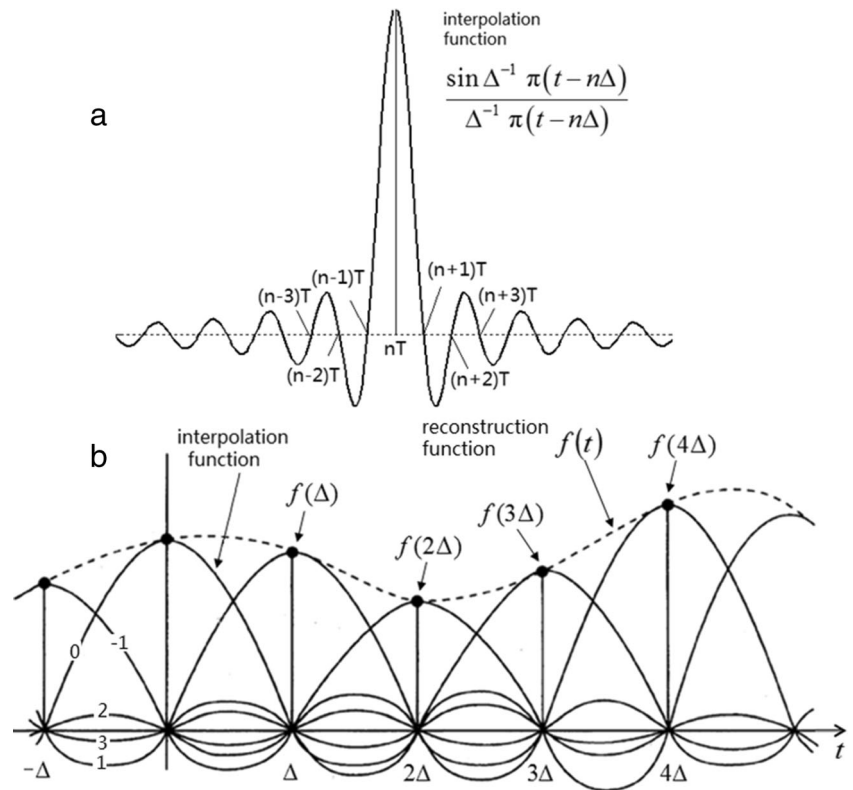 a
interpolation
function
sin Δ⁻¹ π(t − nΔ)
Δ⁻¹ π(t − nΔ)
(n-3)T
(n-1)T
(n+1)T
(n+3)T
(n-2)T
nT
(n+2)T
b
interpolation
function
reconstruction
function
f(t)
f(4Δ)
f(Δ)
f(2Δ)
f(3Δ)
0
-1
2
3
1
−Δ
Δ
2Δ
3Δ
4Δ
t